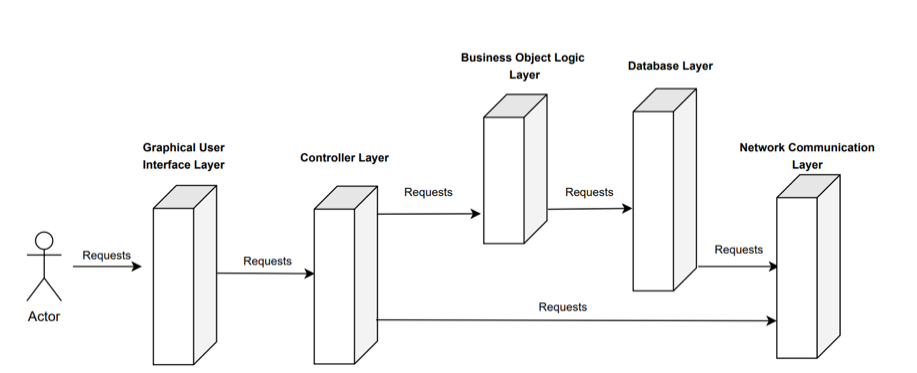 Business Object Logic
Layer
Database Layer
Graphical User
Interface Layer
Controller Layer
Network Communication
Layer
Requests
Requests
Requests
Requests
Requests
Requests
Actor